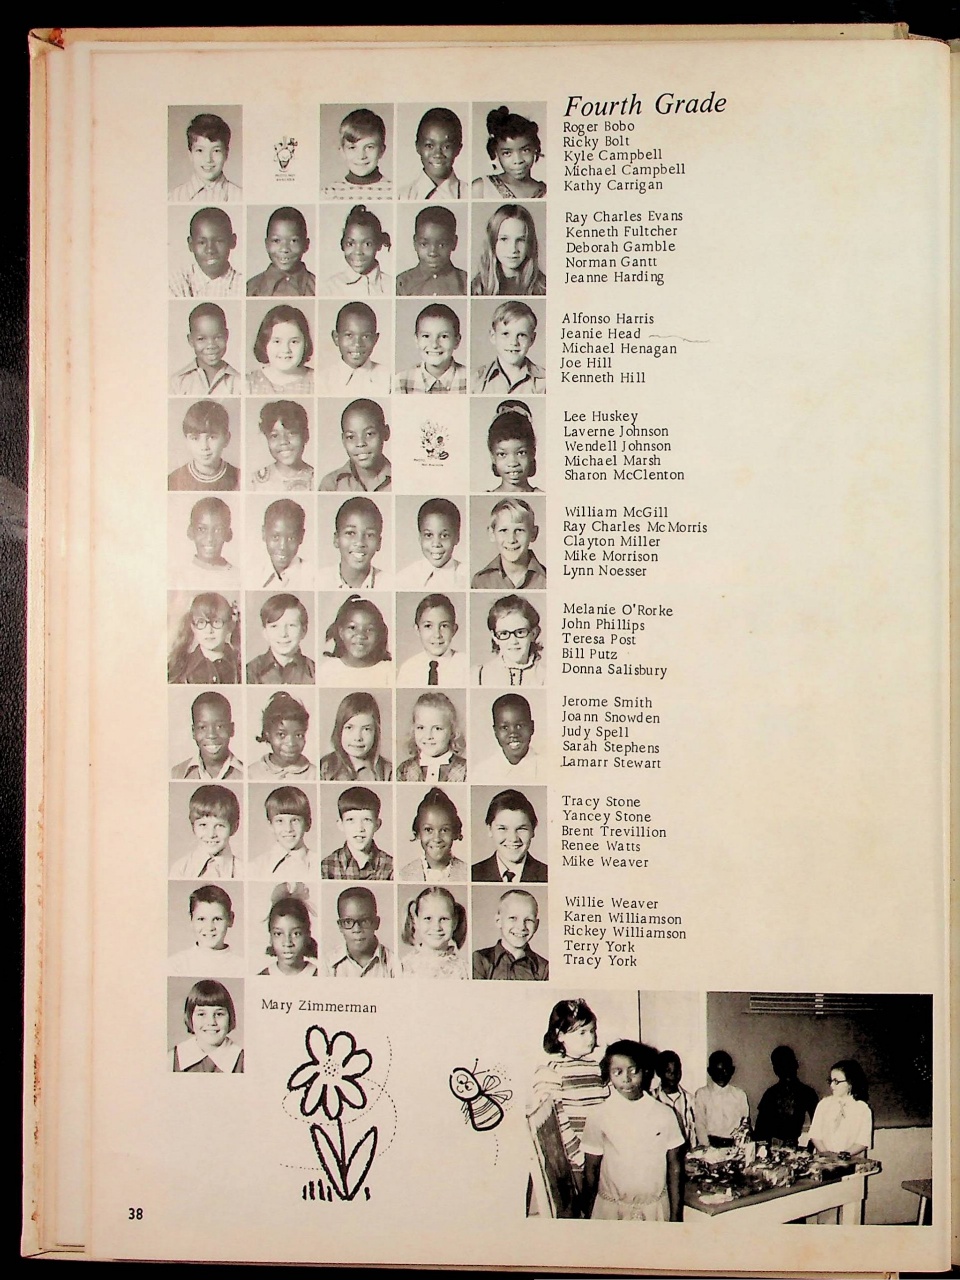 Fourth Grade
Roger Bobo
Ricky Bolt
Kyle Campbell
Michael Campbell
Kathy Carrigan
Ray Charles Evans
Kenneth Fultcher
Deborah Gamble
Norman Gantt
Jeanne Harding
Alfonso Harris
Jeanie Head
Michael Henagan
Joe Hill
Kenneth Hill
Lee Huskey
Laverne Johnson
Wendell Johnson
Michael Marsh
Sharon McClenton
William McGill
Ray Charles McMorris
Clayton Miller
Mike Morrison
Lynn Noesser
Melanie O'Rorke
John Phillips
Teresa Post
Bill Putz
Donna Salisbury
Jerome Smith
Joann Snowden
Judy Spell
Sarah Stephens
Lamarr Stewart
Tracy Stone
Yancey Stone
Brent Trevillion
Renee Watts
Mike Weaver
Willie Weaver
Karen Williamson
Rickey Williamson
Terry York
Tracy York
Mary Zimmerman
38